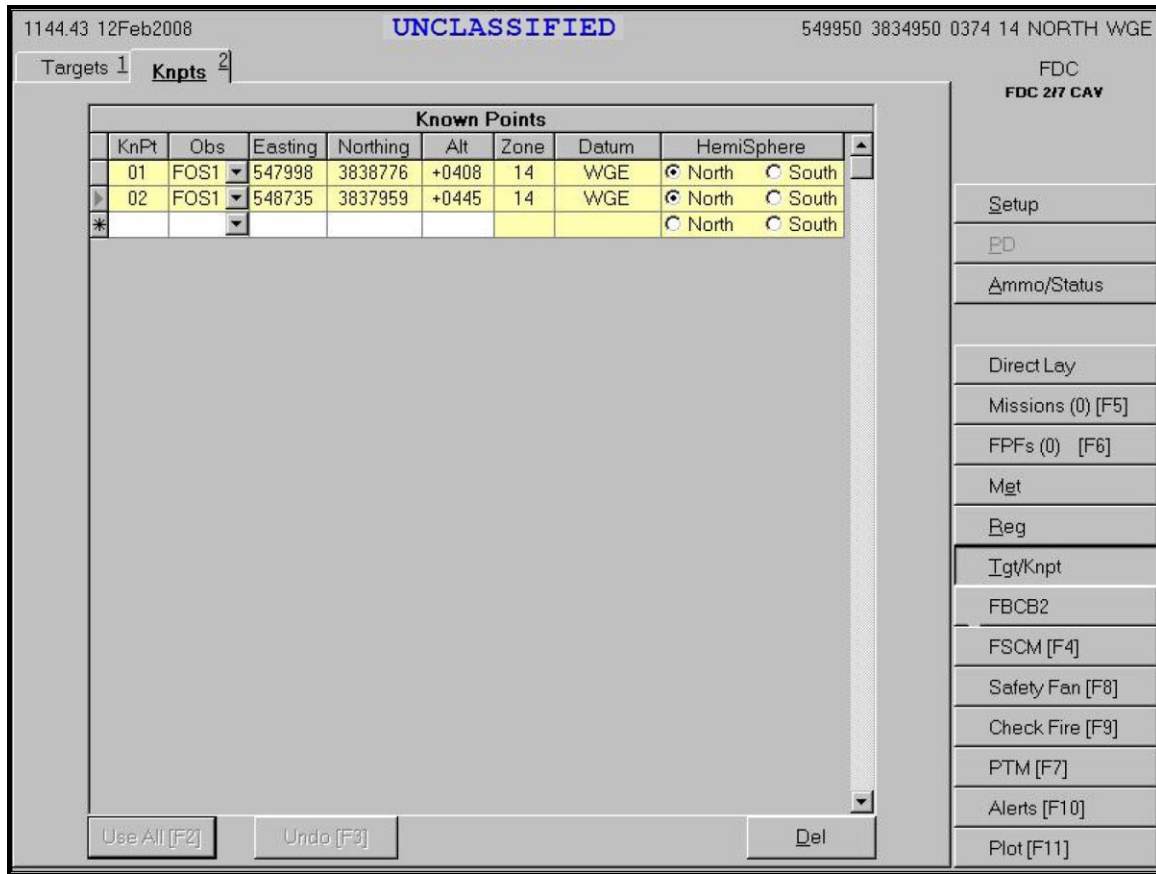 1144.43 12Feb2008 UNCLASSIFIED 549950 3834950 0374 14 NORTH WGE
Targets 1 Knpts 2
FDC
FDC 2/7 CAV
Known Points
KnPt Obs Easting Northing Alt Zone Datum HemiSphere
01 FOS1 547998 3838776 +0408 14 WGE North South
02 FOS1 548735 3837959 +0445 14 WGE North South
* North South
Setup
PD
Ammo/Status
Direct Lay
Missions (0) [F5]
FPFs (0) [F6]
Met
Reg
Tgt/Knpt
FBCB2
FSCM [F4]
Safety Fan [F8]
Check Fire [F9]
PTM [F7]
Alerts [F10]
Plot [F11]
Use All [F2] Undo [F3] Del